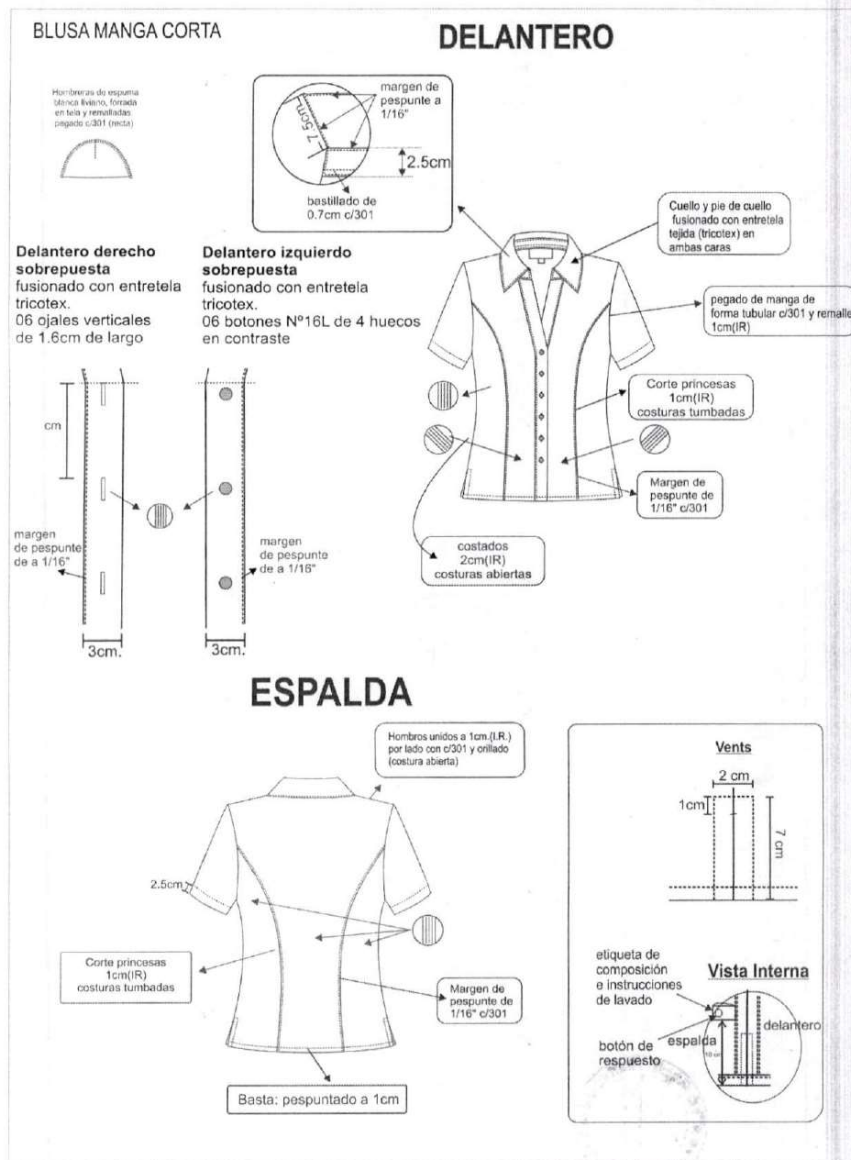 BLUSA MANGA CORTA
DELANTERO
Hombreras de espuma
blanca liviano, forrada
en tela y remalladas
pegado c/301 (recta)
margen de
pespunte a
1/16"
7.5cm
2.5cm
bastillado de
0.7cm c/301
Cuello y pie de cuello
fusionado con entretela
tejida (tricotex) en
ambas caras
Delantero derecho
sobrepuesta
fusionado con entretela
tricotex.
06 ojales verticales
de 1.6cm de largo
Delantero izquierdo
sobrepuesta
fusionado con entretela
tricotex.
06 botones Nº16L de 4 huecos
en contraste
pegado de manga de
forma tubular c/301 y remalle
1cm(IR)
Corte princesas
1cm(IR)
costuras tumbadas
cm
Margen de
pespunte de
1/16" c/301
margen
de pespunte
de a 1/16"
margen
de pespunte
de a 1/16"
costados
2cm(IR)
costuras abiertas
3cm.
3cm.
ESPALDA
Hombros unidos a 1cm.(I.R.)
por lado con c/301 y orillado
(costura abierta)
2.5cm
Corte princesas
1cm(IR)
costuras tumbadas
Margen de
pespunte de
1/16" c/301
Basta: pespuntado a 1cm
Vents
2 cm
1cm
7 cm
etiqueta de
composición
e instrucciones
de lavado
Vista Interna
botón de
respuesto
espalda
delantero